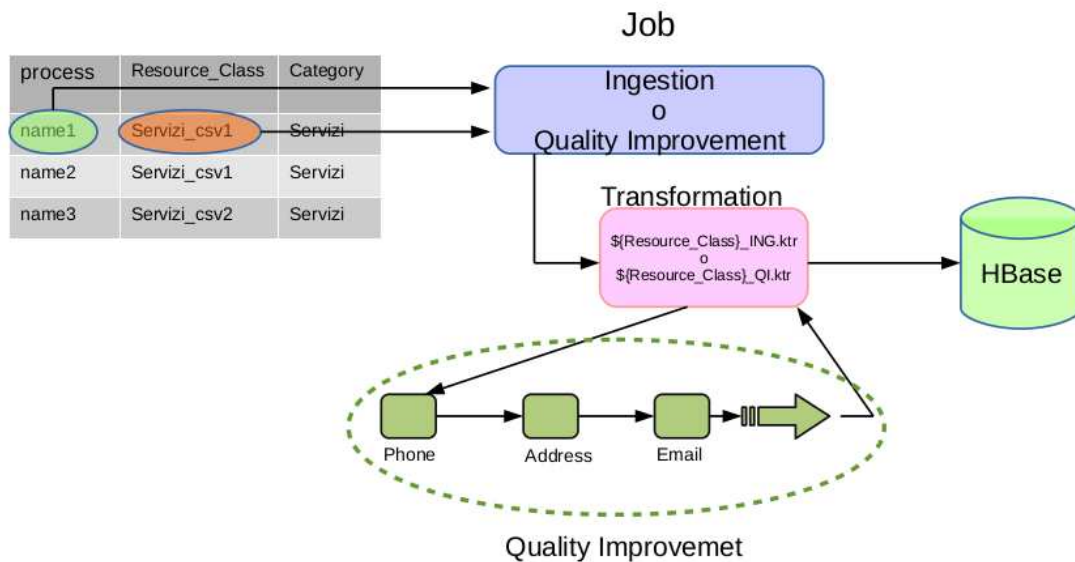 Job
process Resource_Class Category
name1 Servizi_csv1 Servizi
name2 Servizi_csv1 Servizi
name3 Servizi_csv2 Servizi
Ingestion
o
Quality Improvement
Transformation
${Resource_Class}_ING.ktr
o
${Resource_Class}_QI.ktr
HBase
Phone
Address
Email
Quality Improvemet